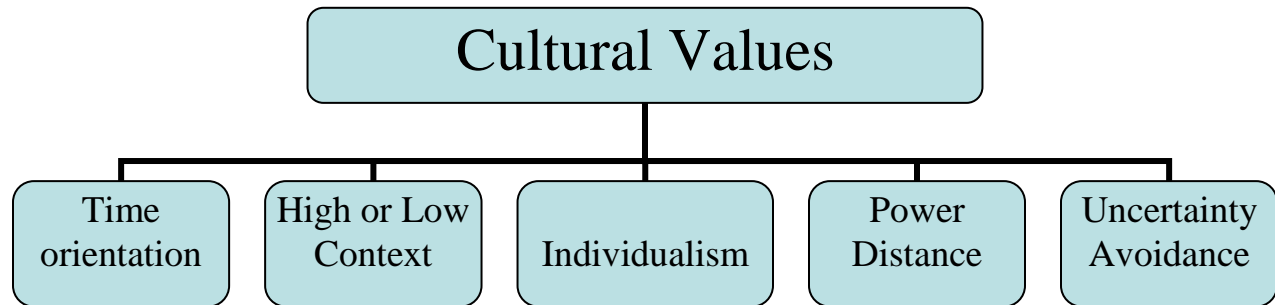 Cultural Values
Time
orientation
High or Low
Context
Individualism
Power
Distance
Uncertainty
Avoidance